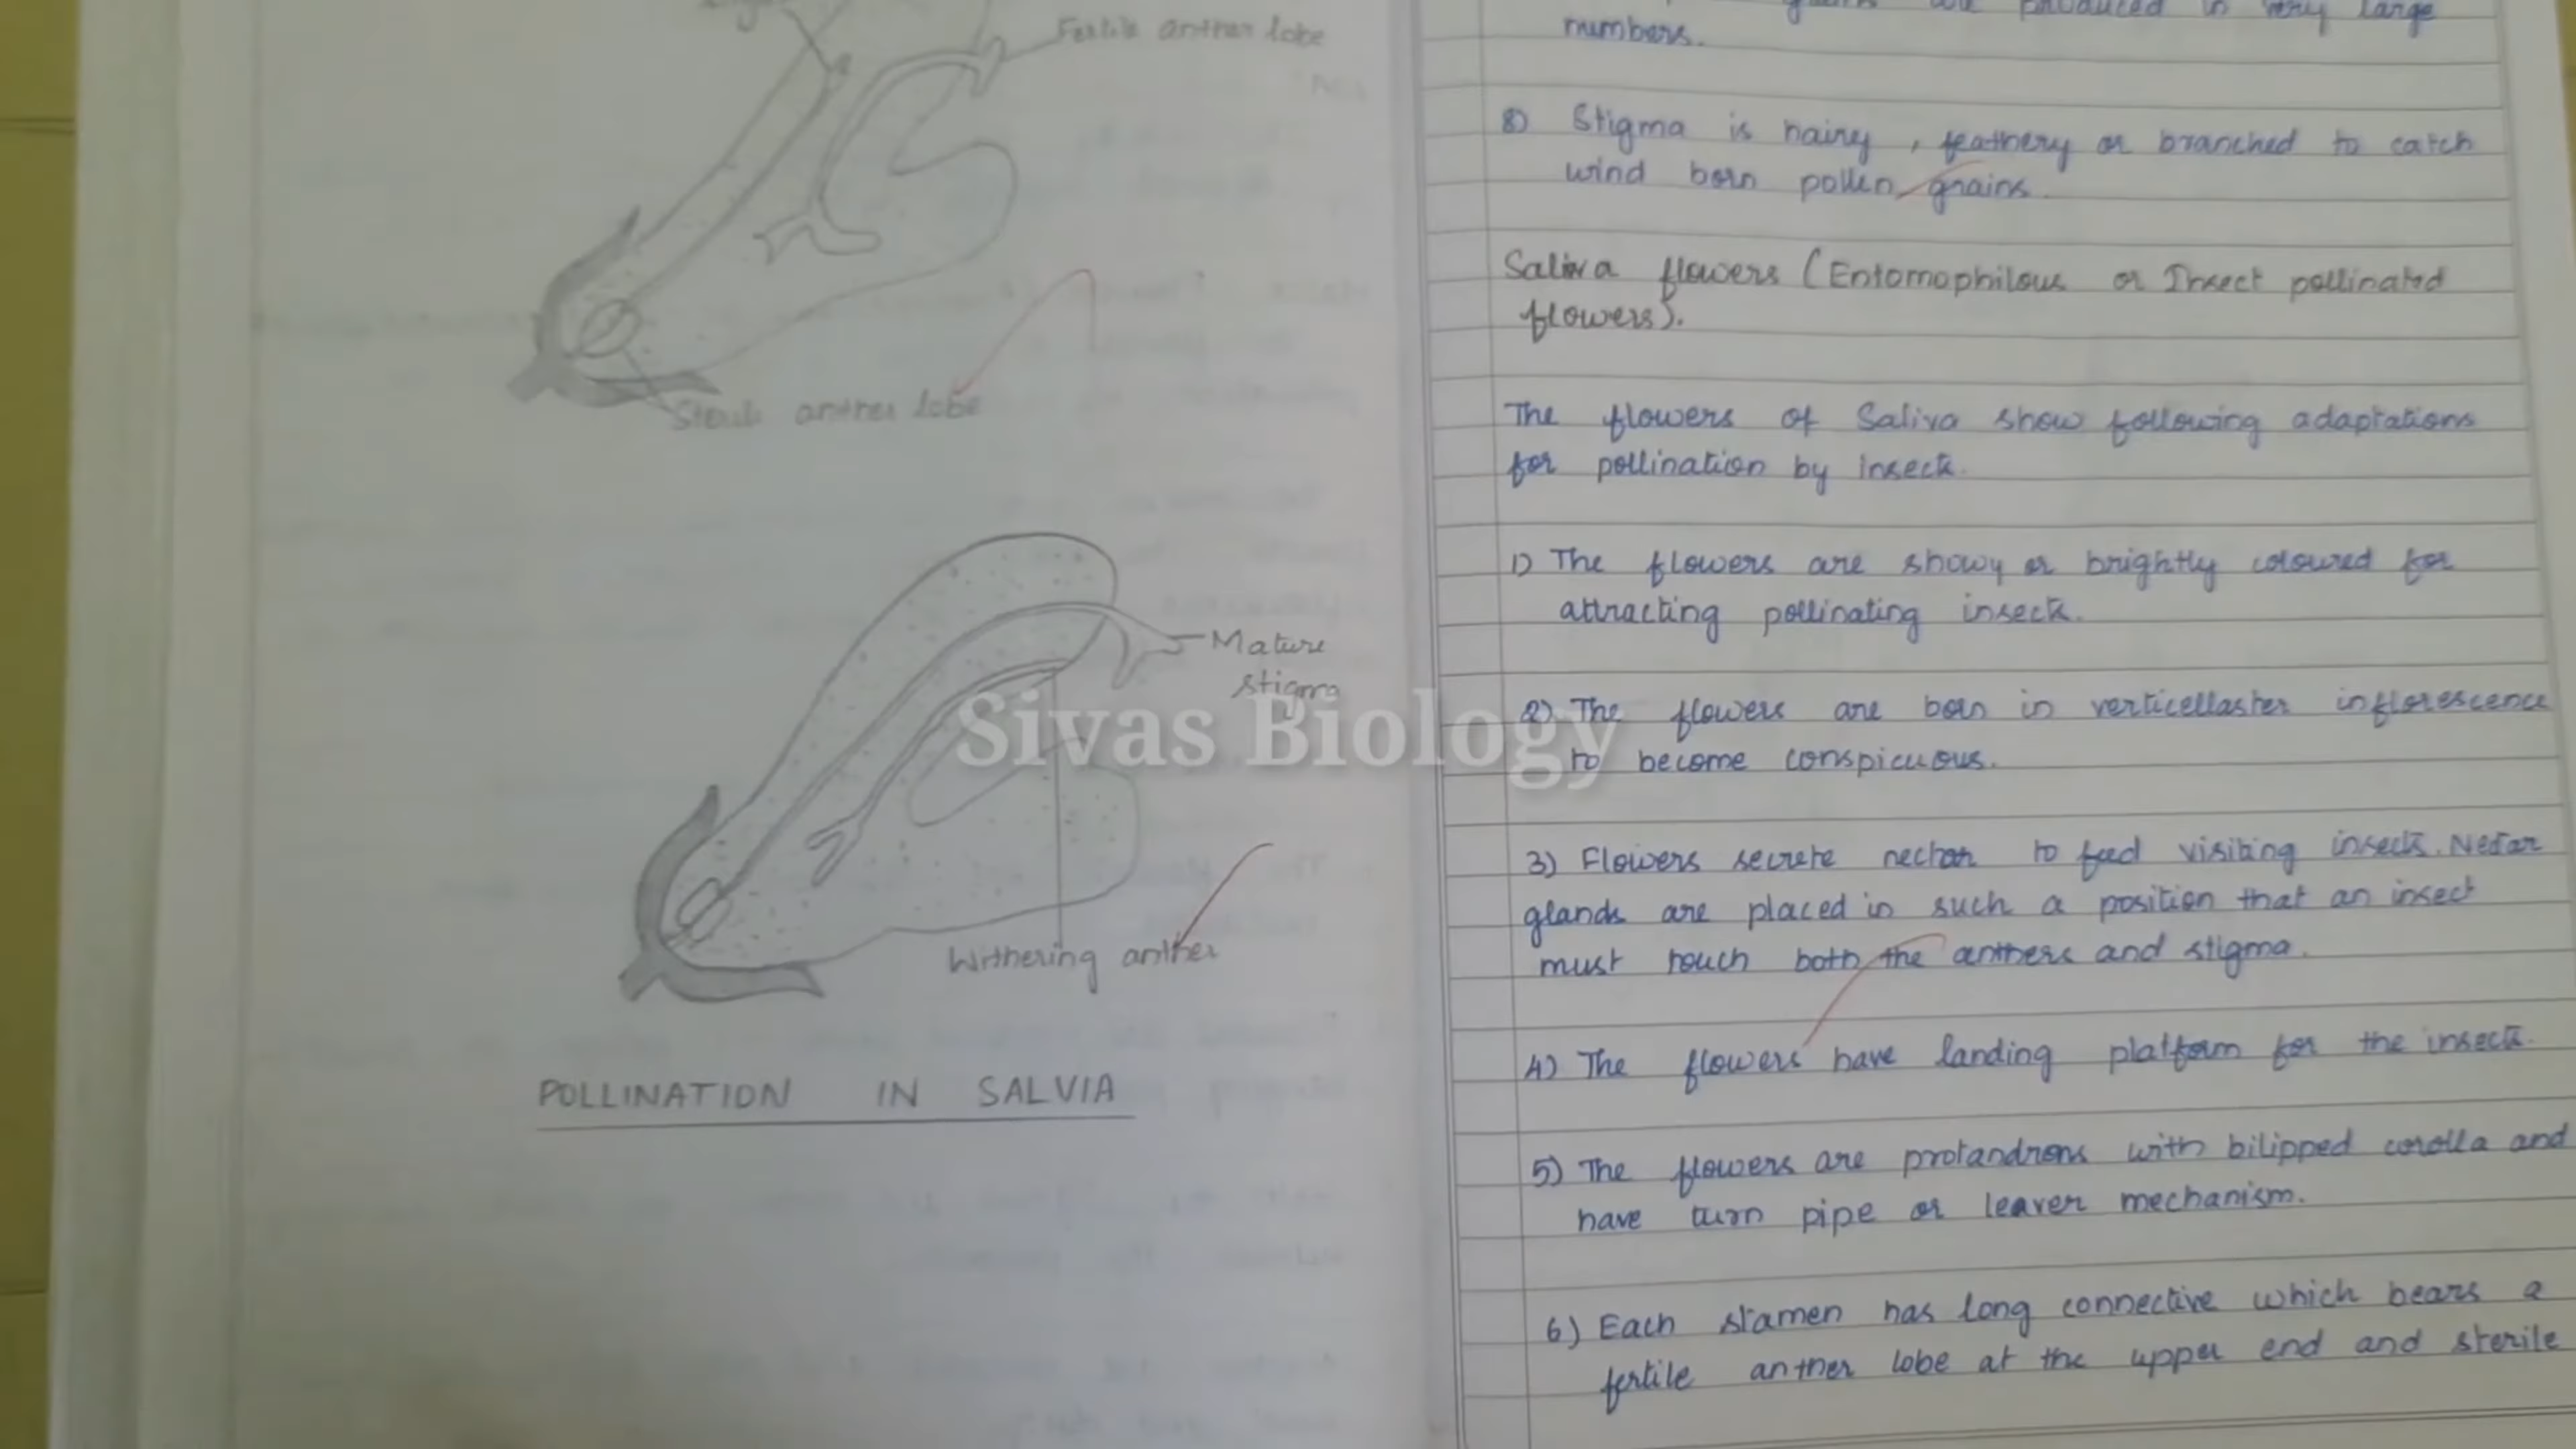 Fertile anther lobe
Sterile anther lobe
Mature
stigma
Withering anther
POLLINATION IN SALVIA
produced in very large
numbers.
8) Stigma is hairy, feathery or branched to catch
wind born pollen grains.
Saliva flowers (Entomophilous or Insect pollinated
flowers).
The flowers of Saliva show following adaptations
for pollination by insects.
1) The flowers are showy or brightly coloured for
attracting pollinating insects.
2) The flowers are born in verticellaster inflorescence
to become conspicuous.
3) Flowers secrete nector to feed visiting insects. Netar
glands are placed in such a position that an insect
must touch both the anthers and stigma.
4) The flowers have landing platform for the insects.
5) The flowers are protandrons with bilipped corolla and
have turn pipe or leaver mechanism.
6) Each stamen has long connective which bears a
fertile anther lobe at the upper end and sterile
Sivas Biology